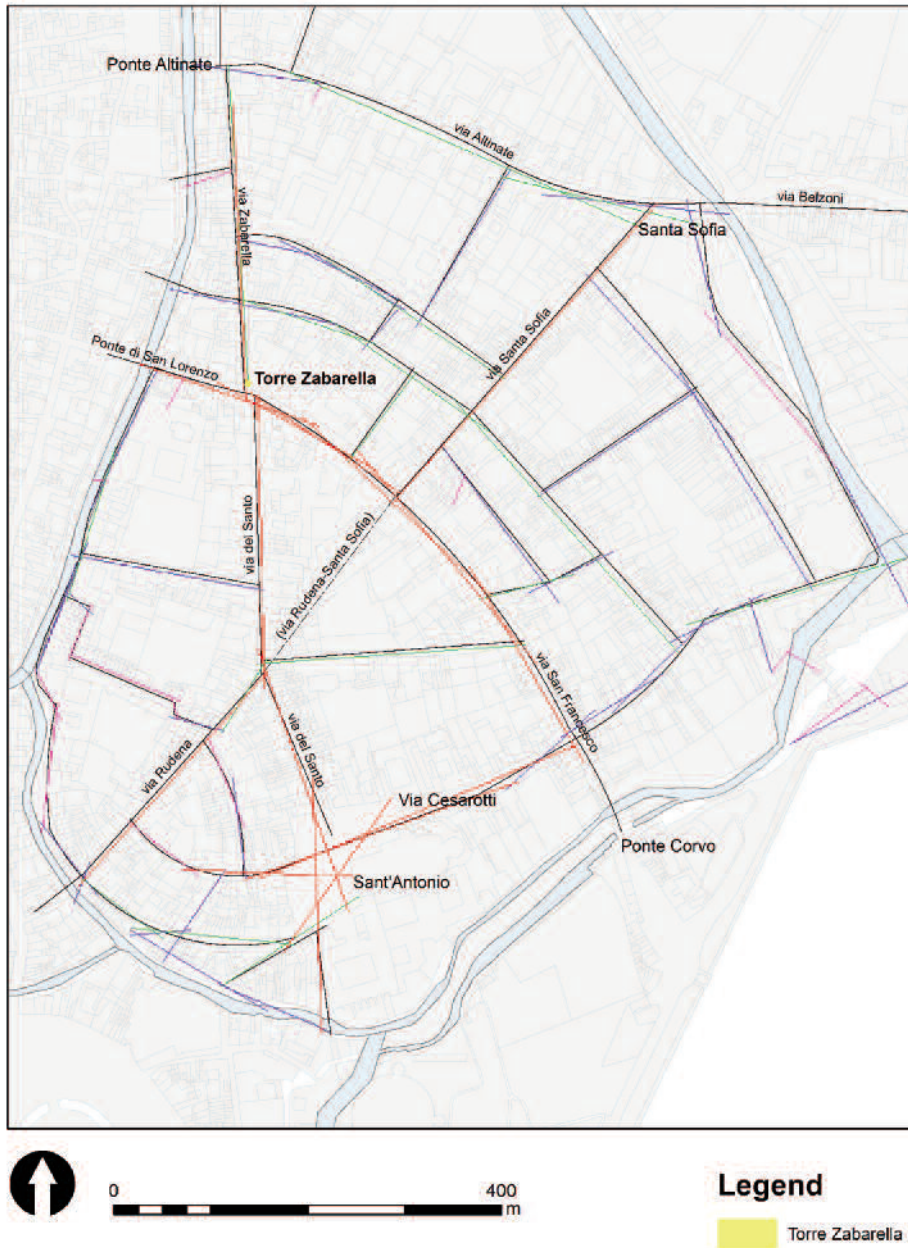 Ponte Altinate
via Altinate
via Belzoni
Santa Sofia
via Zabarella
via Santa Sofia
Ponte di San Lorenzo
Torre Zabarella
via del Santo
(via Rudena-Santa Sofia)
via San Francesco
via del Santo
via Rudena
Via Cesarotti
Ponte Corvo
Sant'Antonio
0
400
m
Legend
Torre Zabarella